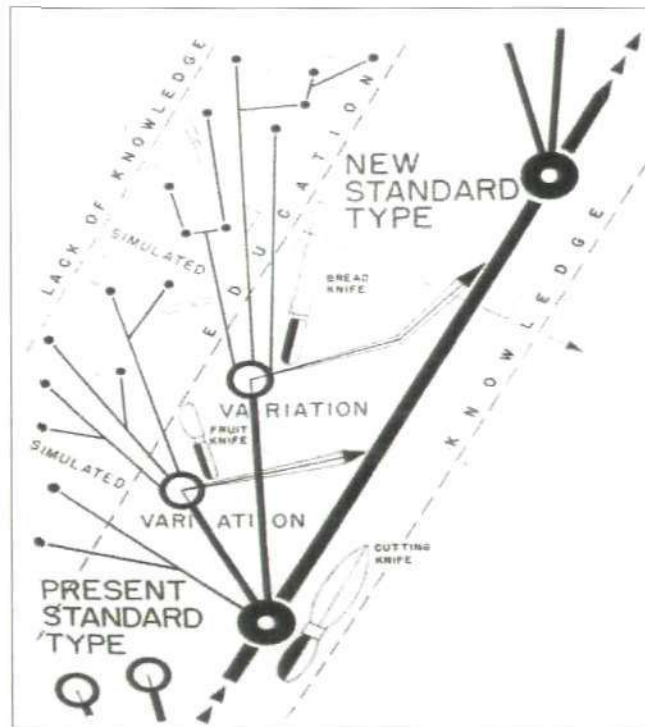 LACK OF KNOWLEDGE
EDUCATION
SIMULATED
NEW
STANDARD
TYPE
KNOWLEDGE
BREAD
KNIFE
VARIATION
FRUIT
KNIFE
SIMULATED
VARIATION
CUTTING
KNIFE
PRESENT
STANDARD
TYPE